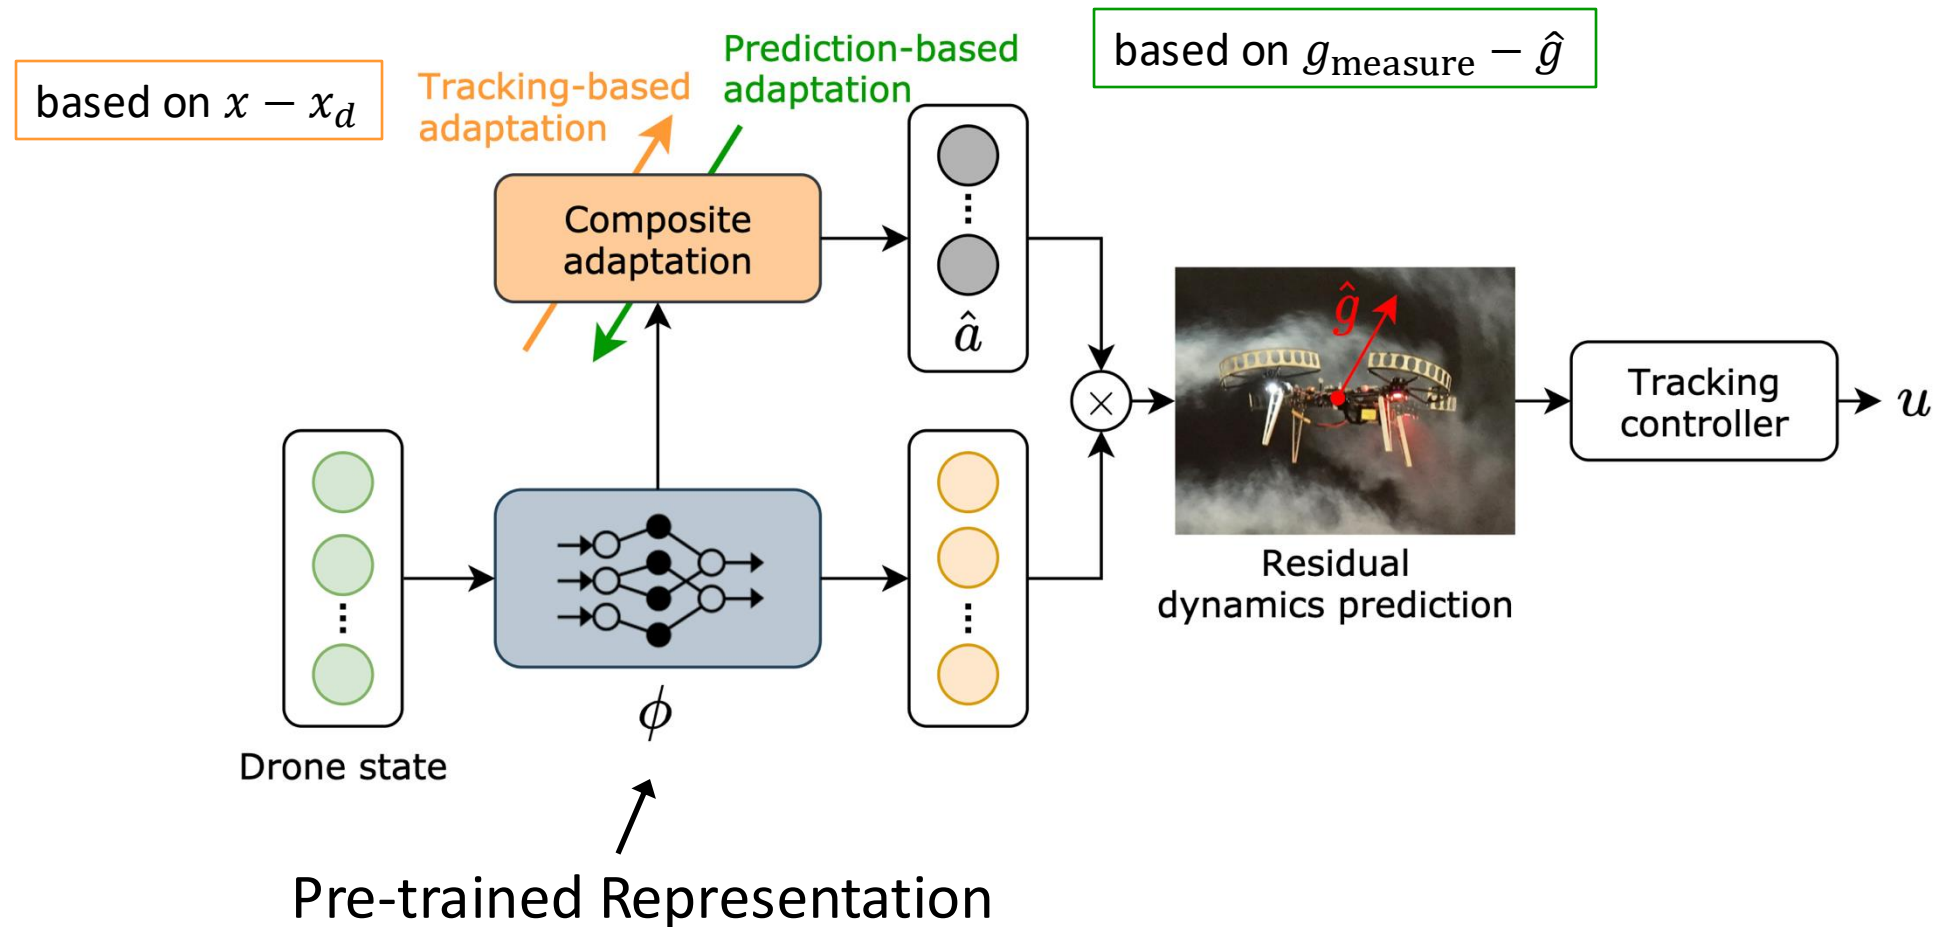 based on x − x_d
Tracking-based
adaptation
Prediction-based
adaptation
based on g_measure − ĝ
Composite
adaptation
â
ĝ
×
Tracking
controller
u
Residual
dynamics prediction
ϕ
Drone state
Pre-trained Representation